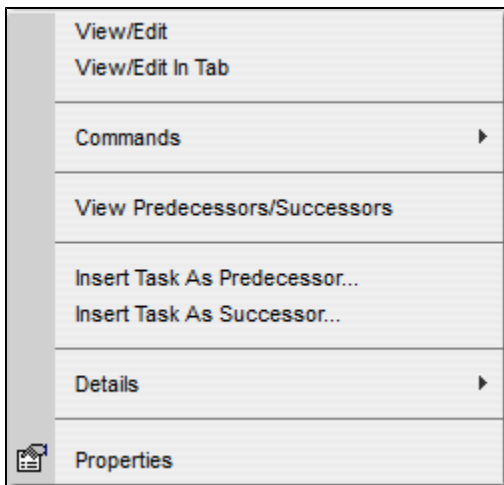 View/Edit
View/Edit In Tab
Commands
View Predecessors/Successors
Insert Task As Predecessor...
Insert Task As Successor...
Details
Properties